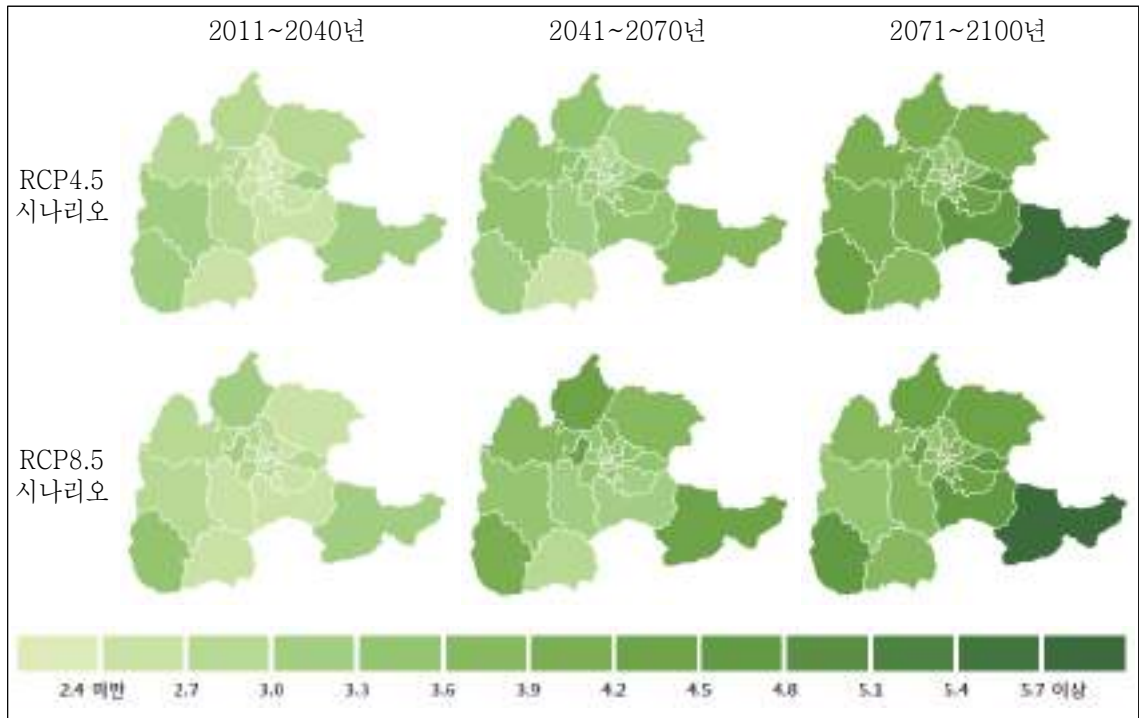 2011~2040년 2041~2070년 2071~2100년
RCP4.5
시나리오
RCP8.5
시나리오
2.4 미만 2.7 3.0 3.3 3.6 3.9 4.2 4.5 4.8 5.1 5.4 5.7 이상